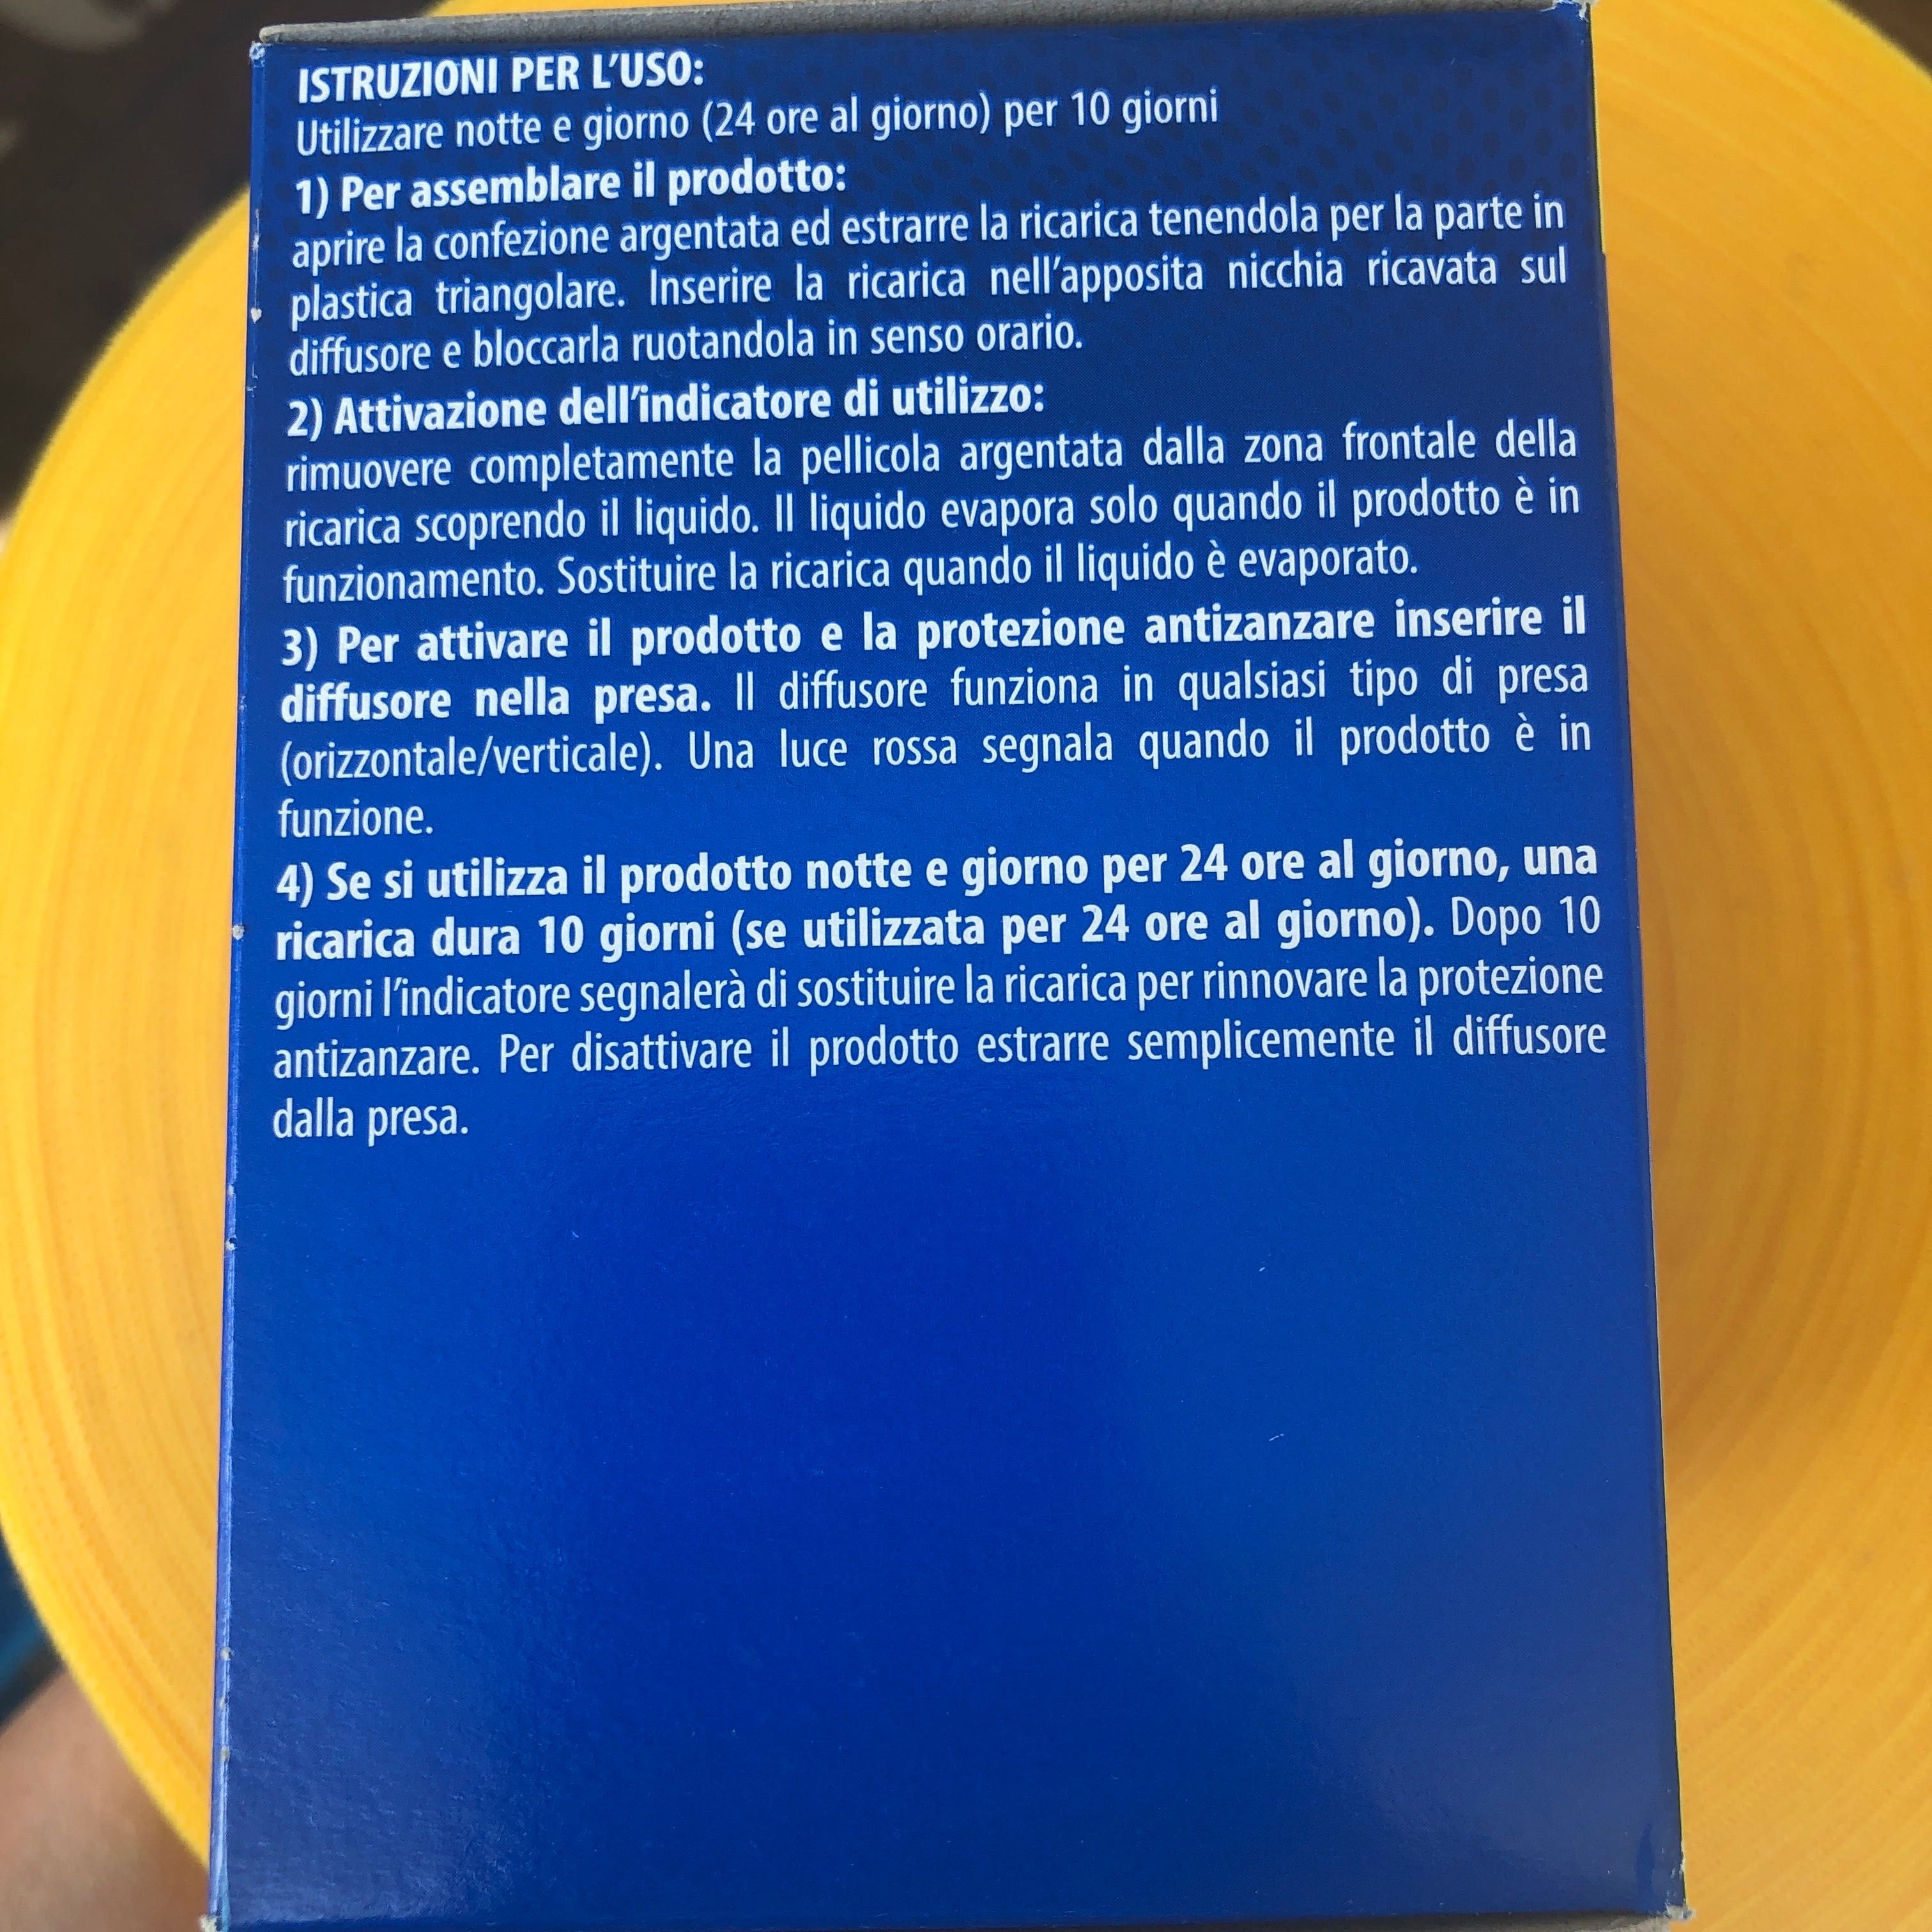 ISTRUZIONI PER L'USO:
Utilizzare notte e giorno (24 ore al giorno) per 10 giorni
1) Per assemblare il prodotto:
aprire la confezione argentata ed estrarre la ricarica tenendola per la parte in
plastica triangolare. Inserire la ricarica nell'apposita nicchia ricavata sul
diffusore e bloccarla ruotandola in senso orario.
2) Attivazione dell'indicatore di utilizzo:
rimuovere completamente la pellicola argentata dalla zona frontale della
ricarica scoprendo il liquido. Il liquido evapora solo quando il prodotto è in
funzionamento. Sostituire la ricarica quando il liquido è evaporato.
3) Per attivare il prodotto e la protezione antizanzare inserire il
diffusore nella presa. Il diffusore funziona in qualsiasi tipo di presa
(orizzontale/verticale). Una luce rossa segnala quando il prodotto è in
funzione.
4) Se si utilizza il prodotto notte e giorno per 24 ore al giorno, una
ricarica dura 10 giorni (se utilizzata per 24 ore al giorno). Dopo 10
giorni l'indicatore segnalerà di sostituire la ricarica per rinnovare la protezione
antizanzare. Per disattivare il prodotto estrarre semplicemente il diffusore
dalla presa.